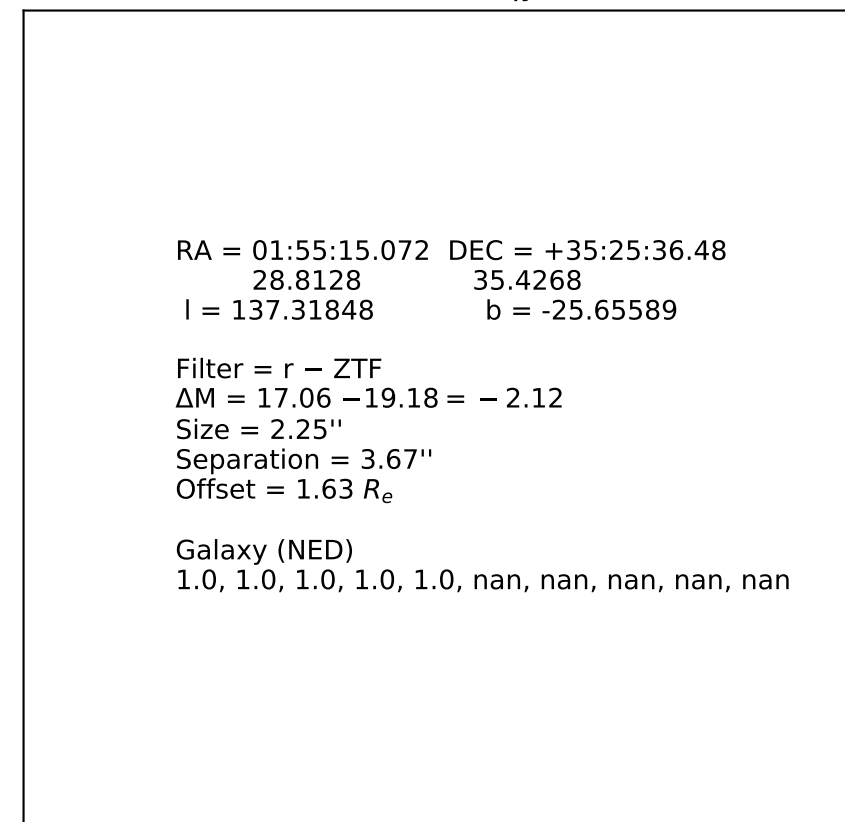 RA = 01:55:15.072  DEC = +35:25:36.48
28.8128 35.4268
l = 137.31848 b = -25.65589
Filter = r − ZTF
ΔM = 17.06 −19.18 = − 2.12
Size = 2.25''
Separation = 3.67''
Offset = 1.63 Rₑ
Galaxy (NED)
1.0, 1.0, 1.0, 1.0, 1.0, nan, nan, nan, nan, nan